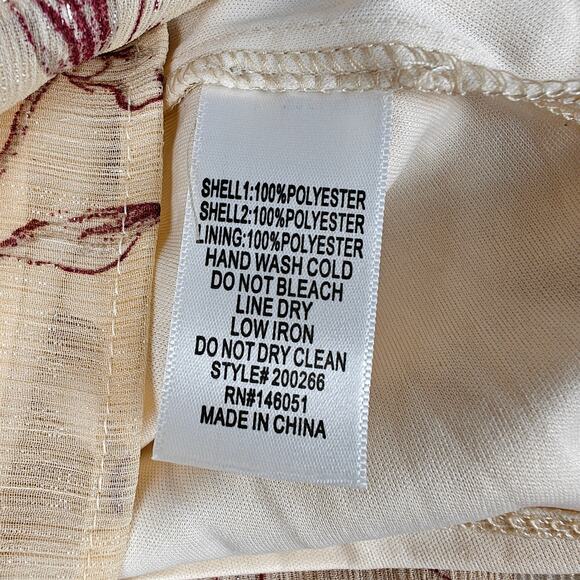 SHELL1:100%POLYESTER
SHELL2:100%POLYESTER
LINING:100%POLYESTER
HAND WASH COLD
DO NOT BLEACH
LINE DRY
LOW IRON
DO NOT DRY CLEAN
STYLE# 200266
RN#146051
MADE IN CHINA